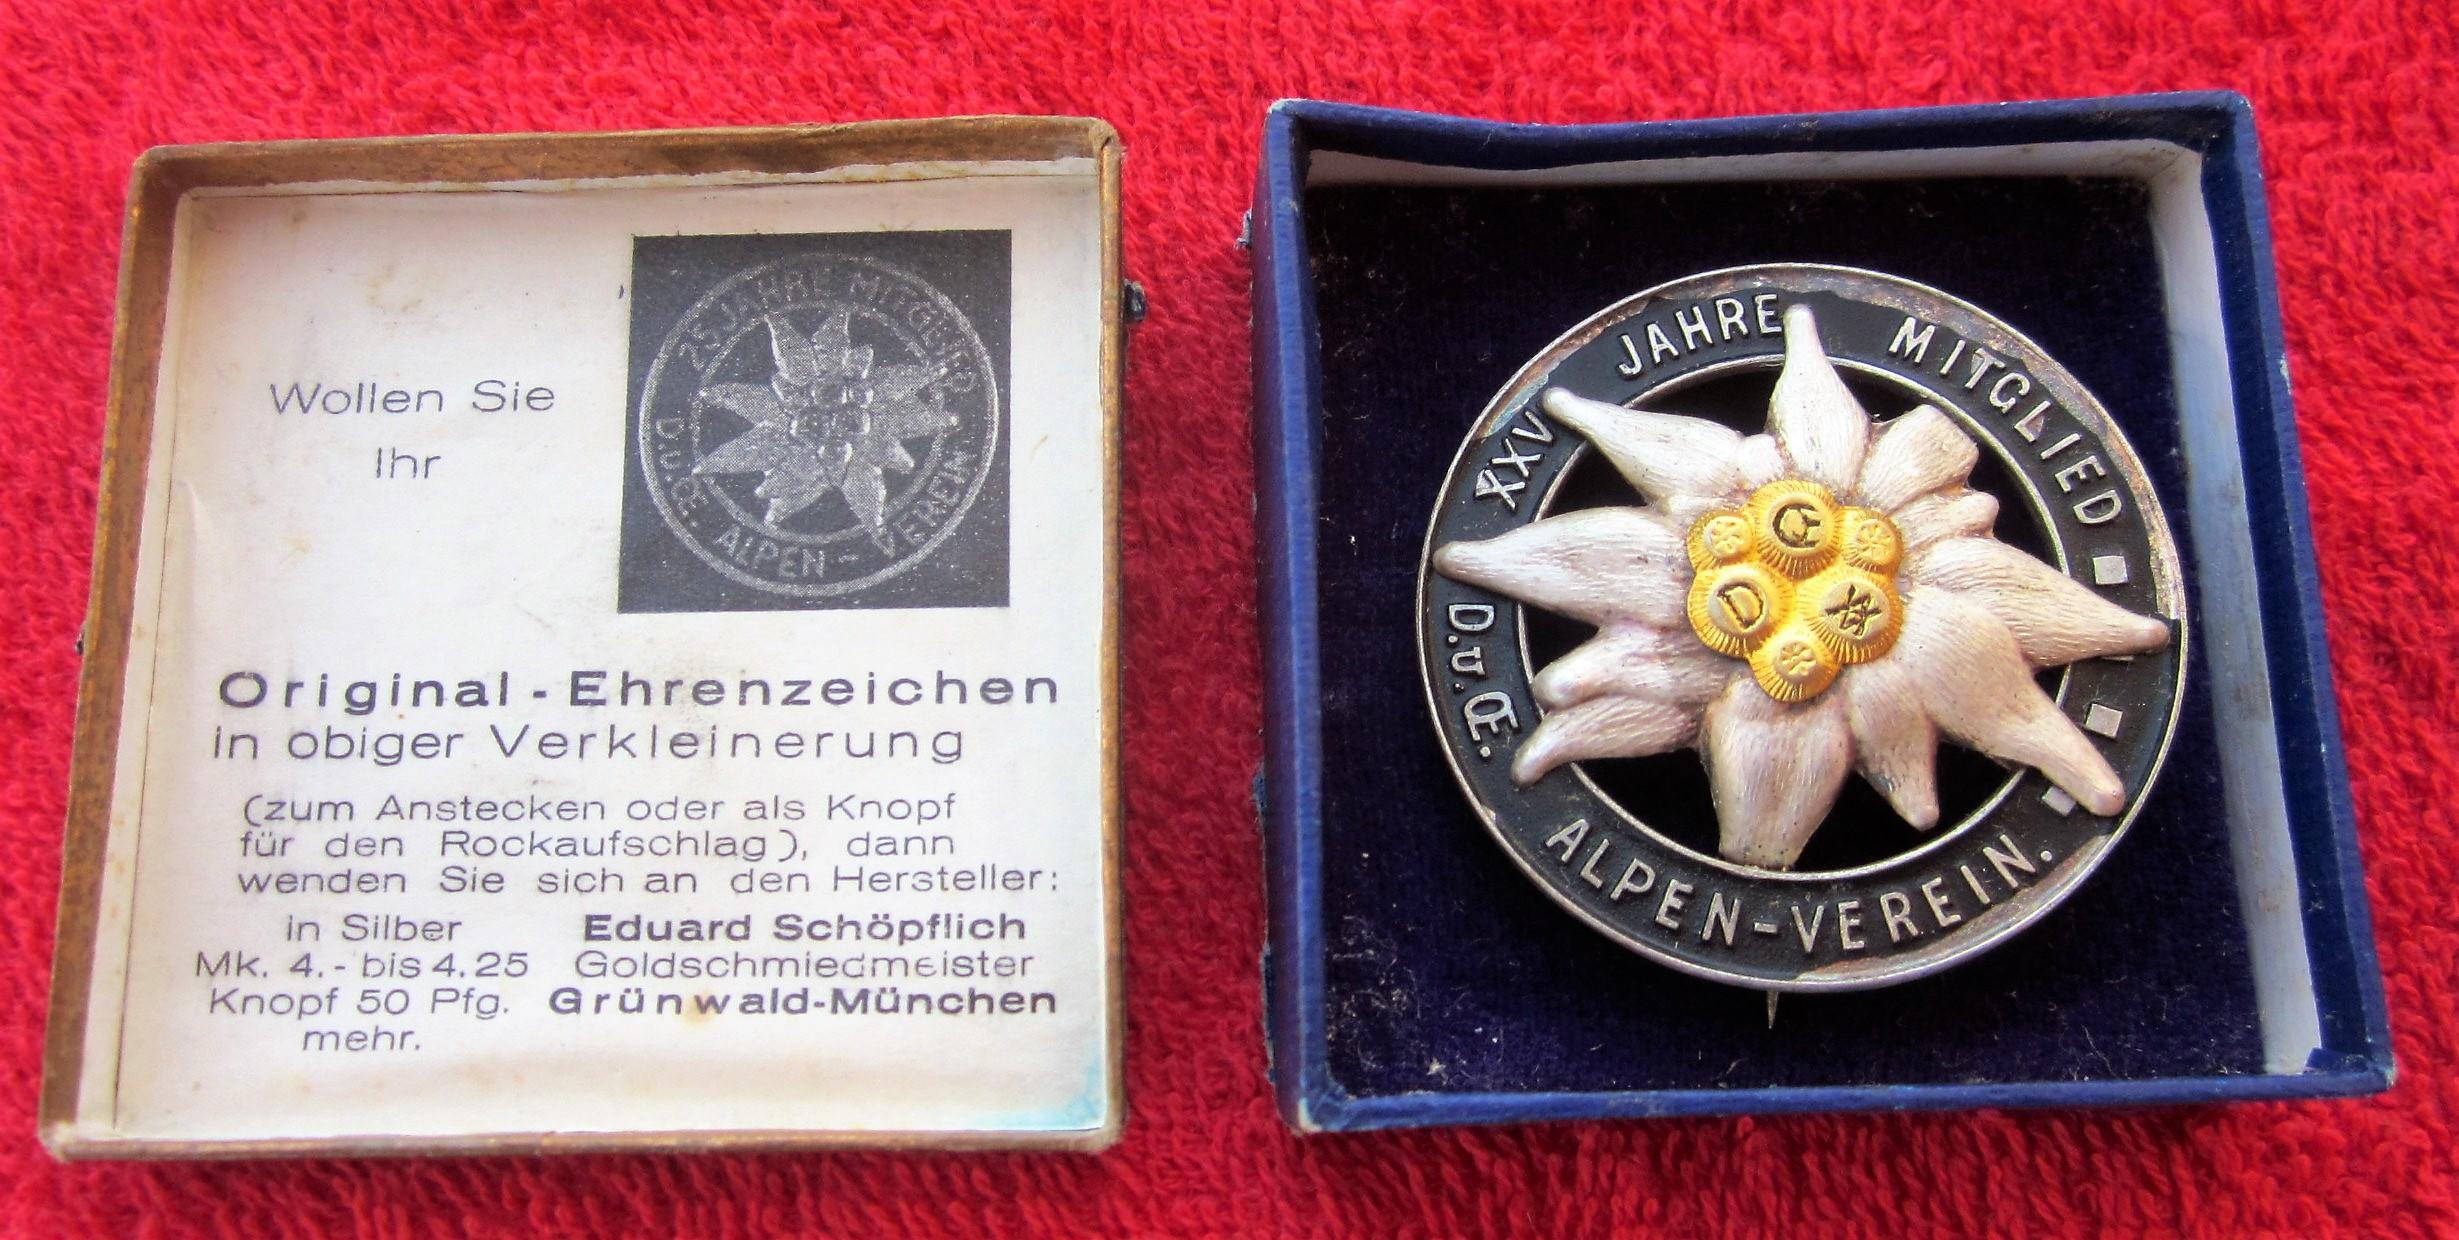 25 JAHRE MITGLIED
D.u.Œ. ALPEN-VEREIN
Wollen Sie
Ihr
Original-Ehrenzeichen
in obiger Verkleinerung
(zum Anstecken oder als Knopf
für den Rockaufschlag), dann
wenden Sie sich an den Hersteller:
in Silber Eduard Schöpflich
Mk. 4.- bis 4.25 Goldschmiedmeister
Knopf 50 Pfg. Grünwald-München
mehr.
XXV JAHRE MITGLIED
D.u.Œ. ALPEN-VEREIN.
Œ
D